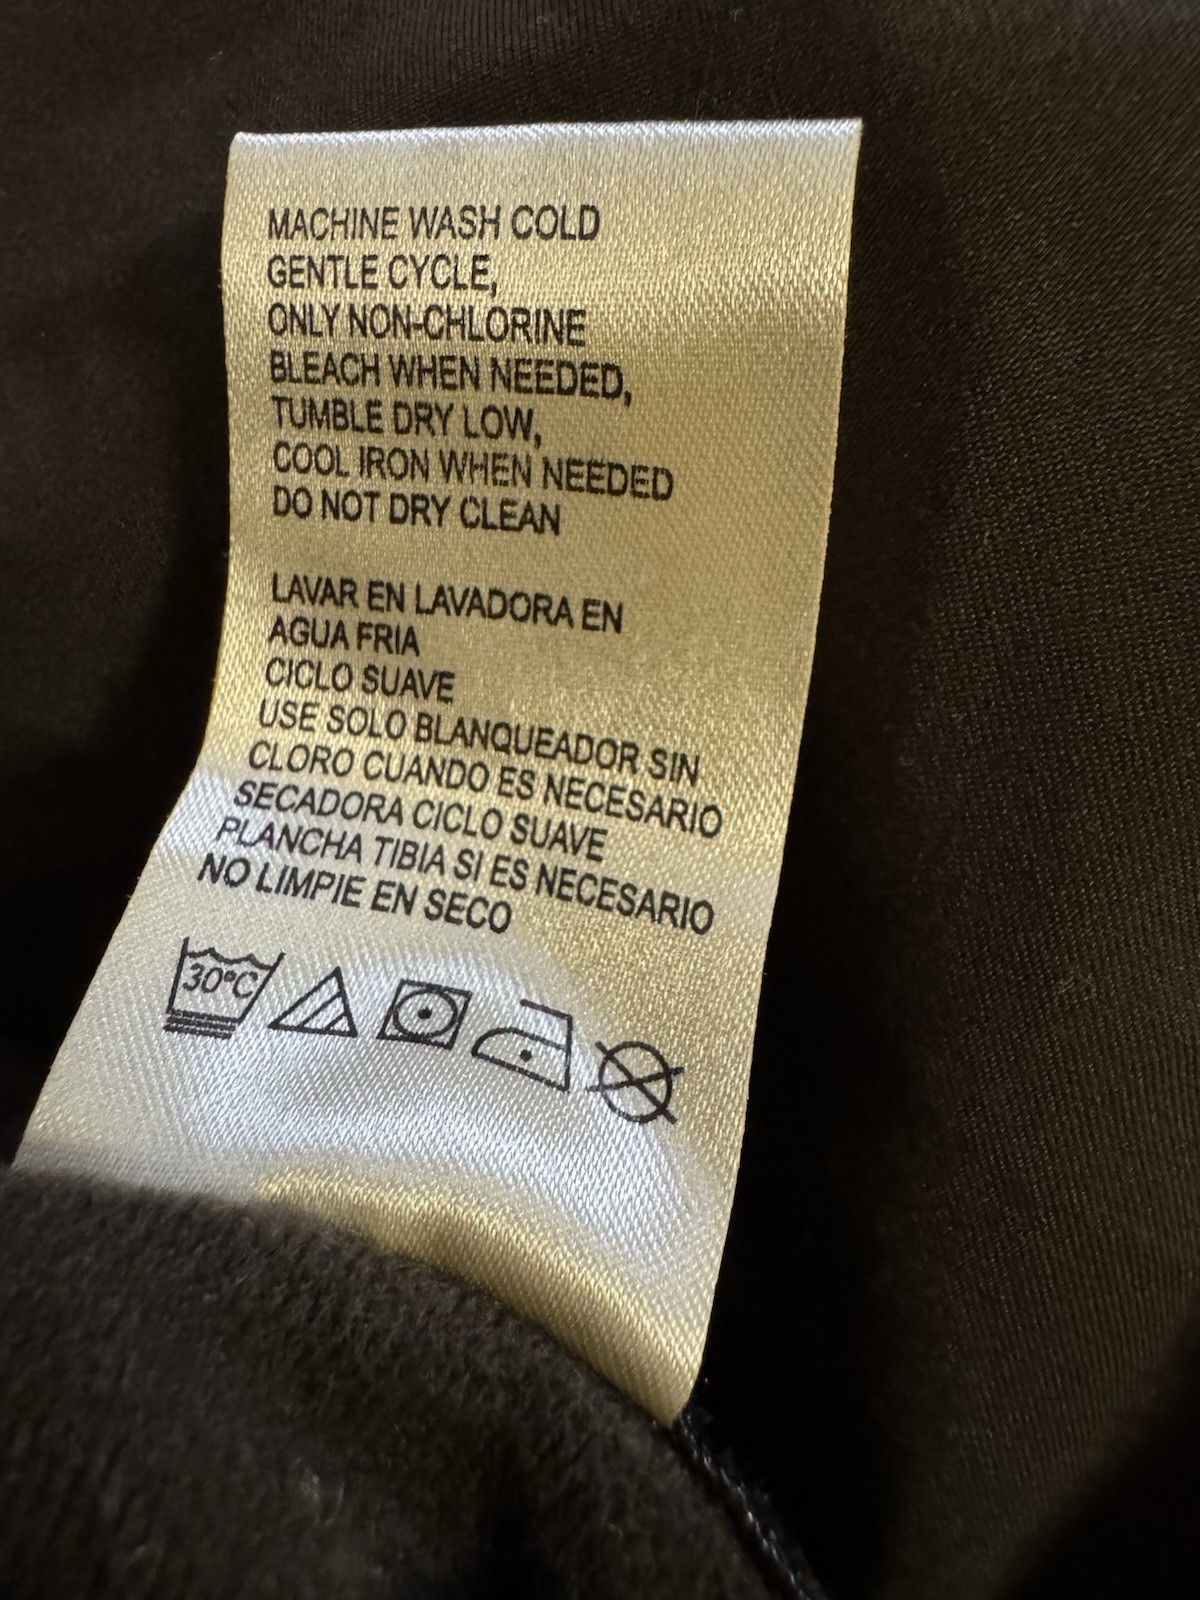 MACHINE WASH COLD
GENTLE CYCLE,
ONLY NON-CHLORINE
BLEACH WHEN NEEDED,
TUMBLE DRY LOW,
COOL IRON WHEN NEEDED
DO NOT DRY CLEAN
LAVAR EN LAVADORA EN
AGUA FRIA
CICLO SUAVE
USE SOLO BLANQUEADOR SIN
CLORO CUANDO ES NECESARIO
SECADORA CICLO SUAVE
PLANCHA TIBIA SI ES NECESARIO
NO LIMPIE EN SECO
30°C